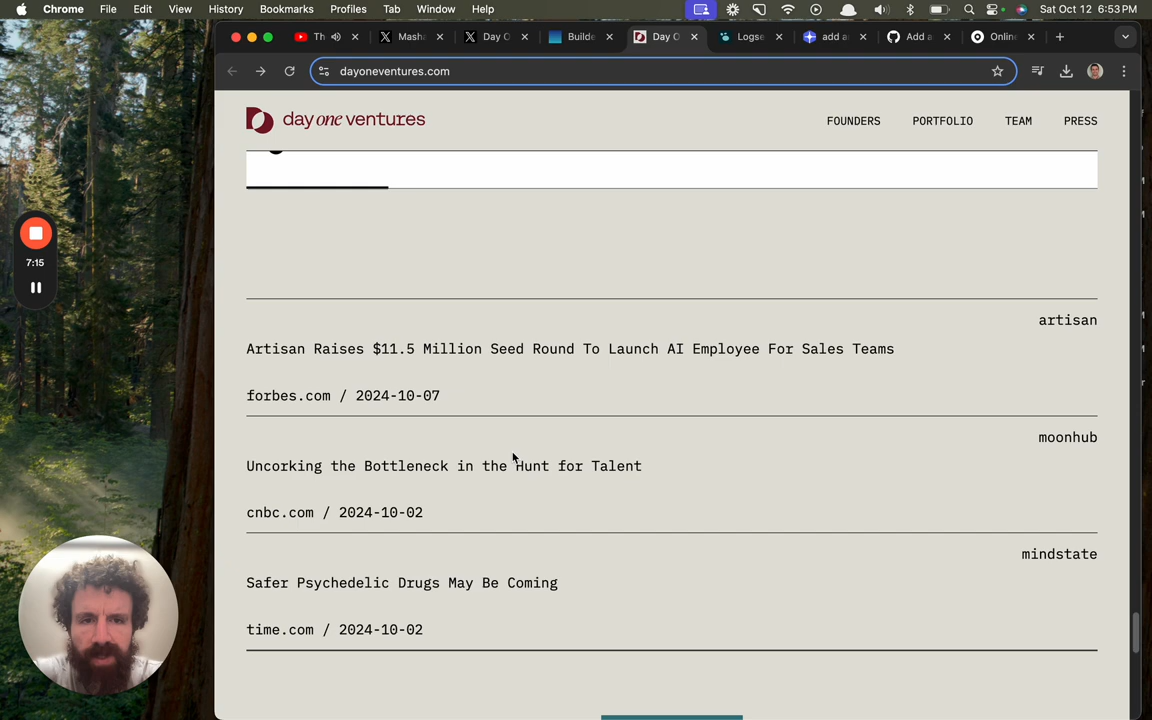 Chrome File Edit View History Bookmarks Profiles Tab Window Help Sat Oct 12 6:53 PM
Th Masha Day O Builde Day O Logse add a Add a Onlin
dayoneventures.com
day one ventures FOUNDERS PORTFOLIO TEAM PRESS
7:15
artisan
Artisan Raises $11.5 Million Seed Round To Launch AI Employee For Sales Teams
forbes.com / 2024-10-07
moonhub
Uncorking the Bottleneck in the Hunt for Talent
cnbc.com / 2024-10-02
mindstate
Safer Psychedelic Drugs May Be Coming
time.com / 2024-10-02